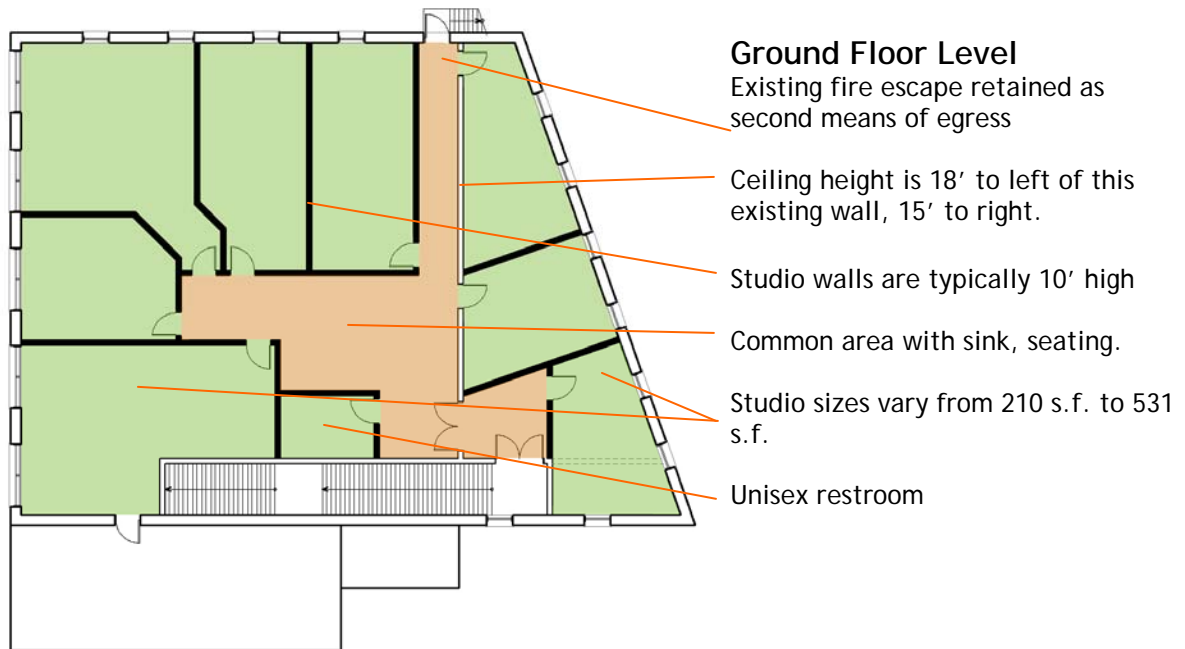 Ground Floor Level
Existing fire escape retained as
second means of egress
Ceiling height is 18’ to left of this
existing wall, 15’ to right.
Studio walls are typically 10’ high
Common area with sink, seating.
Studio sizes vary from 210 s.f. to 531
s.f.
Unisex restroom